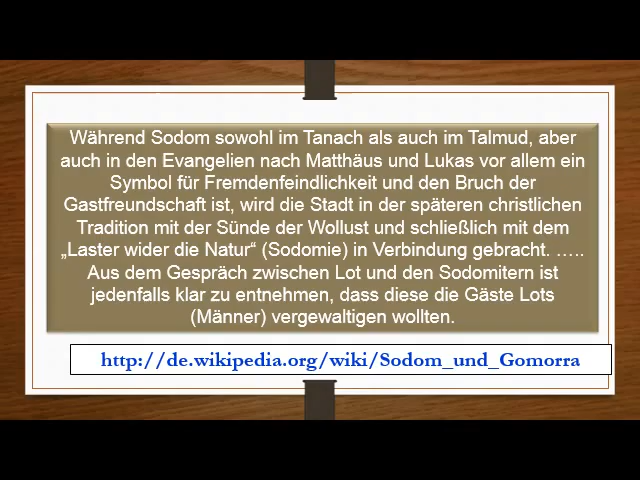 Während Sodom sowohl im Tanach als auch im Talmud, aber
auch in den Evangelien nach Matthäus und Lukas vor allem ein
Symbol für Fremdenfeindlichkeit und den Bruch der
Gastfreundschaft ist, wird die Stadt in der späteren christlichen
Tradition mit der Sünde der Wollust und schließlich mit dem
„Laster wider die Natur“ (Sodomie) in Verbindung gebracht. …..
Aus dem Gespräch zwischen Lot und den Sodomitern ist
jedenfalls klar zu entnehmen, dass diese die Gäste Lots
(Männer) vergewaltigen wollten.
http://de.wikipedia.org/wiki/Sodom_und_Gomorra